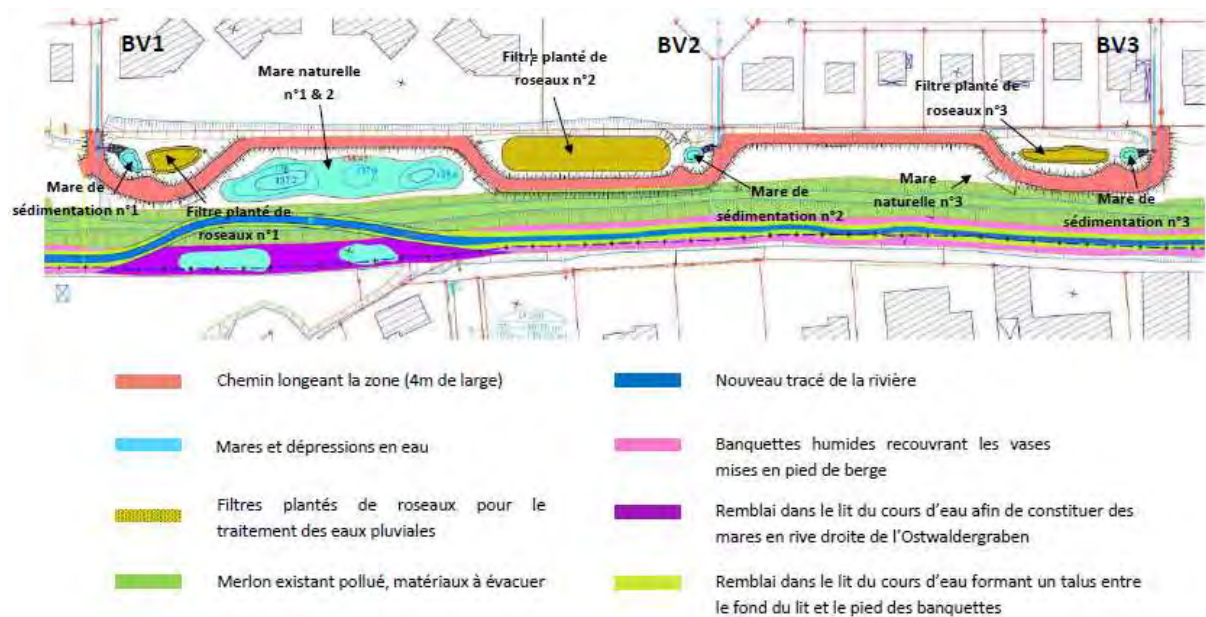 BV1
BV2
BV3
Mare naturelle
n°1 & 2
Filtre planté de
roseaux n°2
Filtre planté de
roseaux n°3
Mare de
sédimentation n°1
Filtre planté de
roseaux n°1
Mare de
sédimentation n°2
Mare
naturelle n°3
Mare de
sédimentation n°3
Chemin longeant la zone (4m de large)
Mares et dépressions en eau
Filtres plantés de roseaux pour le
traitement des eaux pluviales
Merlon existant pollué, matériaux à évacuer
Nouveau tracé de la rivière
Banquettes humides recouvrant les vases
mises en pied de berge
Remblai dans le lit du cours d'eau afin de constituer des
mares en rive droite de l'Ostwaldergraben
Remblai dans le lit du cours d'eau formant un talus entre
le fond du lit et le pied des banquettes